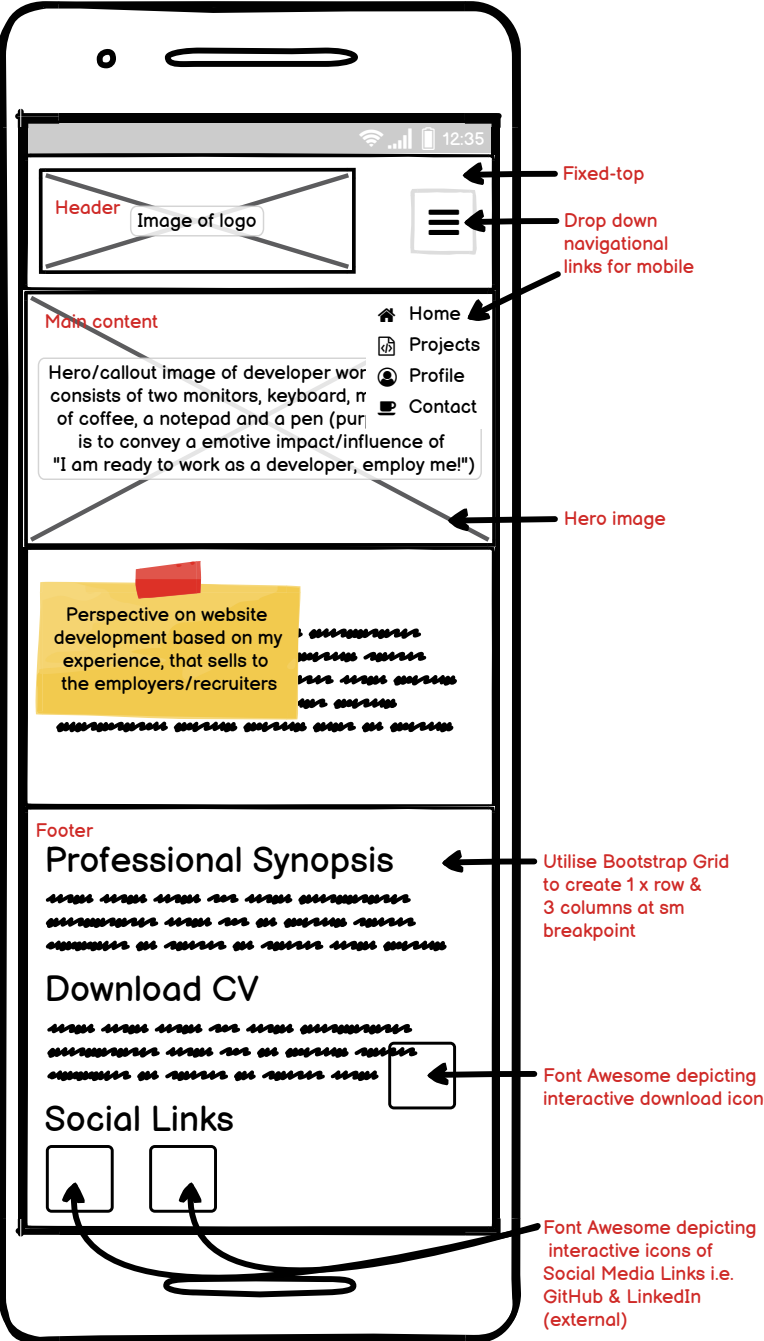 12:35
Fixed-top
Header
Image of logo
Drop down
navigational
links for mobile
Main content
Home
Projects
Profile
Contact
Hero/callout image of developer wor
consists of two monitors, keyboard, m
of coffee, a notepad and a pen (pur
is to convey a emotive impact/influence of
"I am ready to work as a developer, employ me!")
Hero image
Perspective on website
development based on my
experience, that sells to
the employers/recruiters
Footer
Professional Synopsis
Utilise Bootstrap Grid
to create 1 x row &
3 columns at sm
breakpoint
Download CV
Font Awesome depicting
interactive download icon
Social Links
Font Awesome depicting
interactive icons of
Social Media Links i.e.
GitHub & LinkedIn
(external)